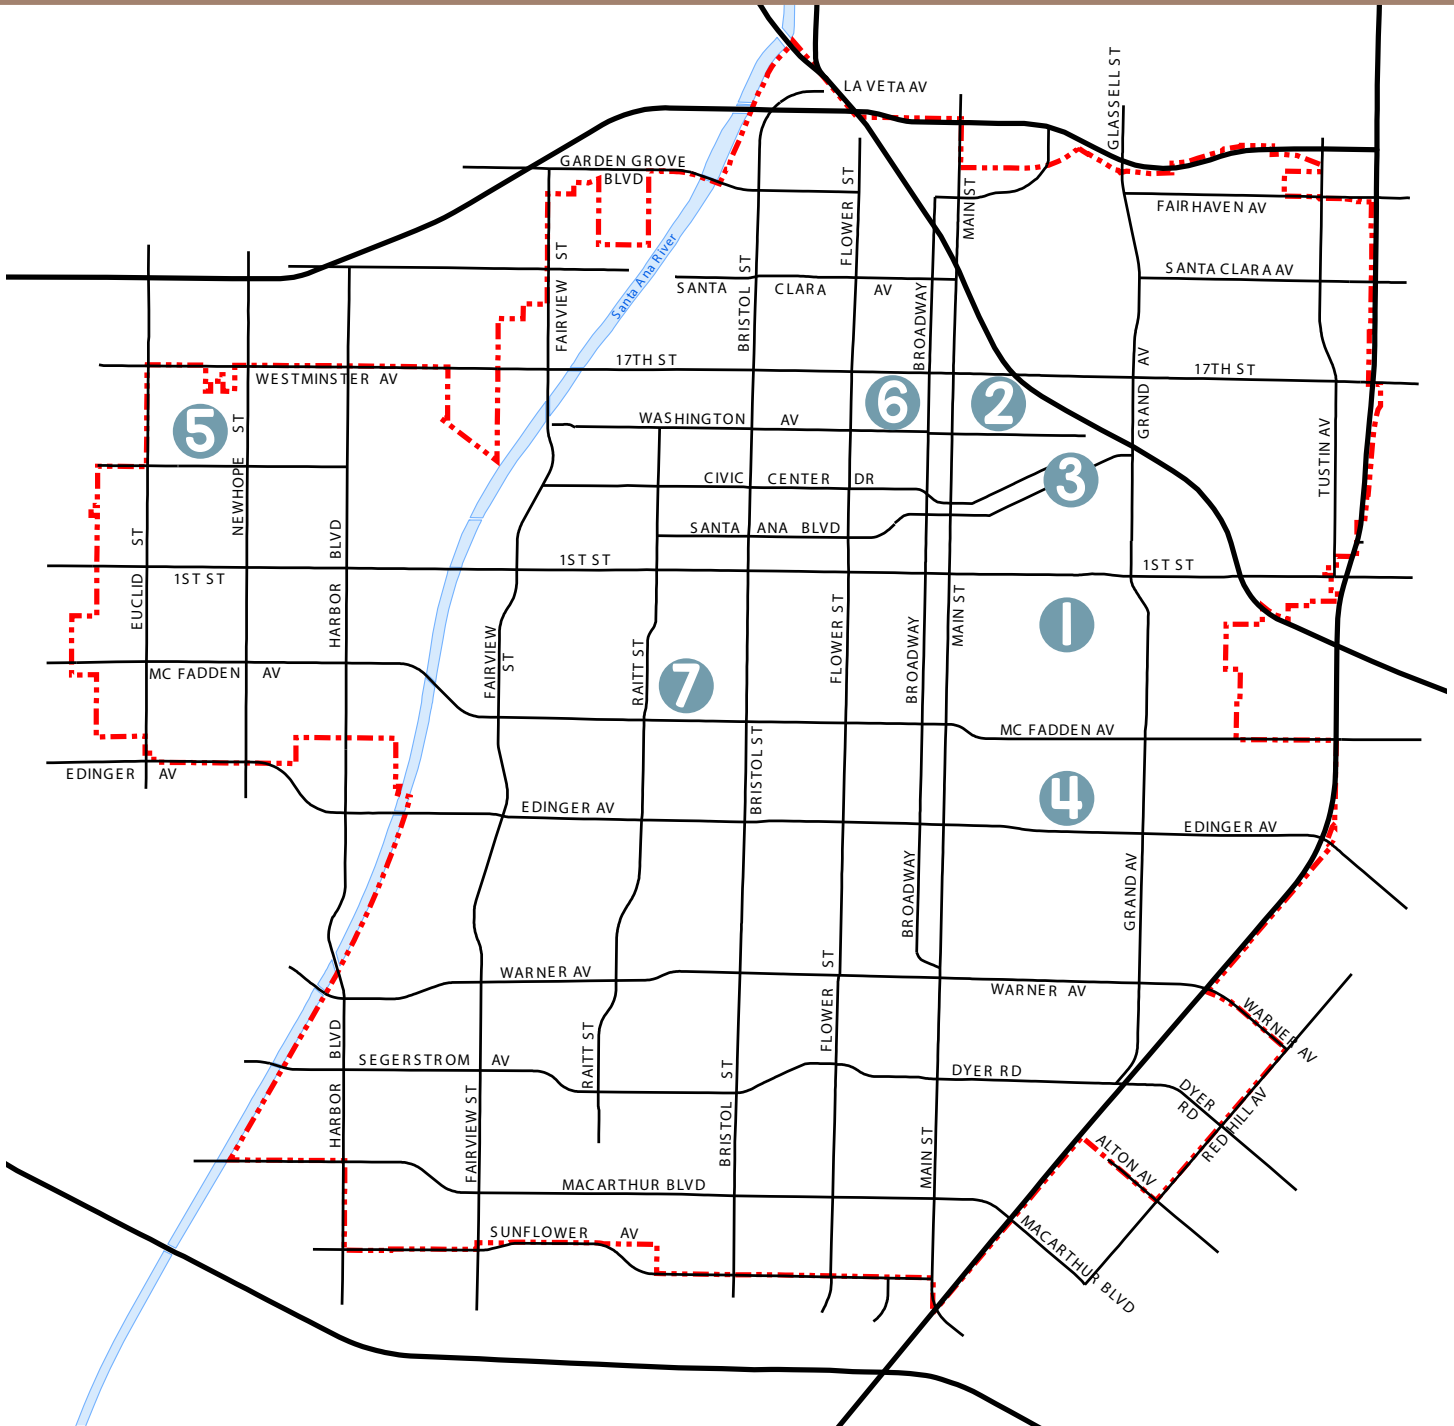 LA VETA AV
GLASSELL ST
GARDEN GROVE
BLVD
FLOWER ST
MAIN ST
FAIRHAVEN AV
Santa Ana River
FAIRVIEW ST
BRISTOL ST
SANTA CLARA AV
SANTA CLARA AV
BROADWAY
17TH ST
17TH ST
WESTMINSTER AV
GRAND AV
6
2
5
WASHINGTON AV
NEWHOPE ST
TUSTIN AV
CIVIC CENTER DR
3
SANTA ANA BLVD
EUCLID ST
HARBOR BLVD
1ST ST
1ST ST
1ST ST
FLOWER ST
MAIN ST
1
BROADWAY
FAIRVIEW ST
RAITT ST
7
MC FADDEN AV
MC FADDEN AV
BRISTOL ST
EDINGER AV
4
EDINGER AV
EDINGER AV
BROADWAY
GRAND AV
WARNER AV
FLOWER ST
WARNER AV
WARNER AV
HARBOR BLVD
RAITT ST
SEGERSTROM AV
DYER RD
BRISTOL ST
FAIRVIEW ST
DYER
RD
RED HILL AV
MAIN ST
ALTON AV
MACARTHUR BLVD
SUNFLOWER AV
MACARTHUR BLVD